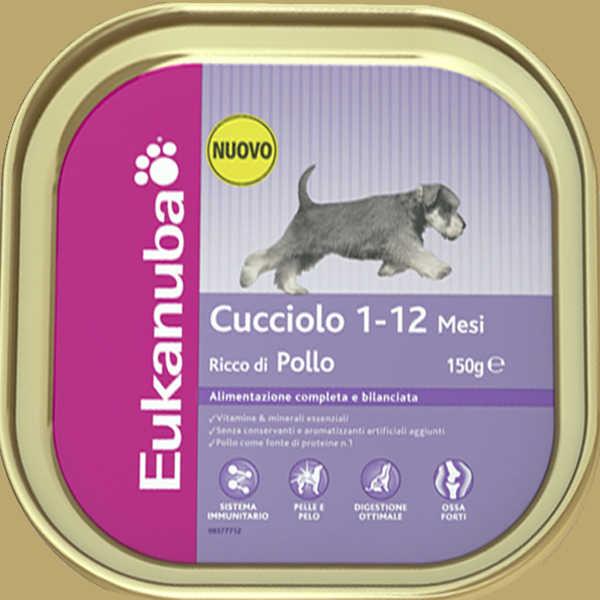 Eukanuba
NUOVO
Cucciolo 1-12 Mesi
Ricco di Pollo 150g℮
Alimentazione completa e bilanciata
✓Vitamine & minerali essenziali
✓Senza conservanti e aromatizzanti artificiali aggiunti
✓Pollo come fonte di proteine n.1
SISTEMA IMMUNITARIO
PELLE E PELO
DIGESTIONE OTTIMALE
OSSA FORTI